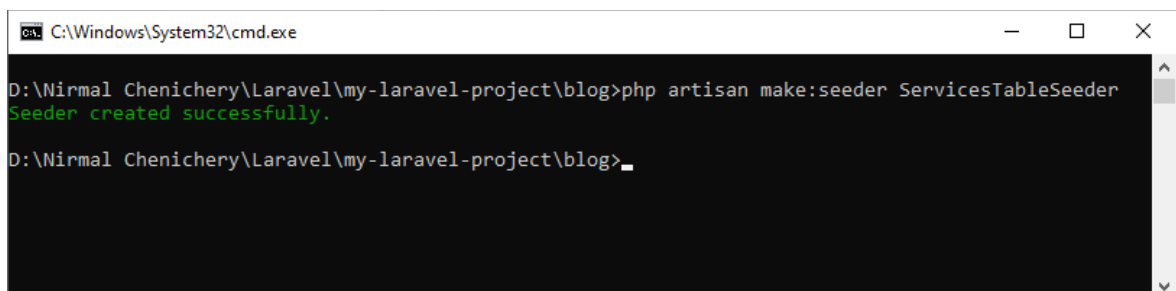 C:\Windows\System32\cmd.exe
D:\Nirmal Chenichery\Laravel\my-laravel-project\blog>php artisan make:seeder ServicesTableSeeder
Seeder created successfully.
D:\Nirmal Chenichery\Laravel\my-laravel-project\blog>